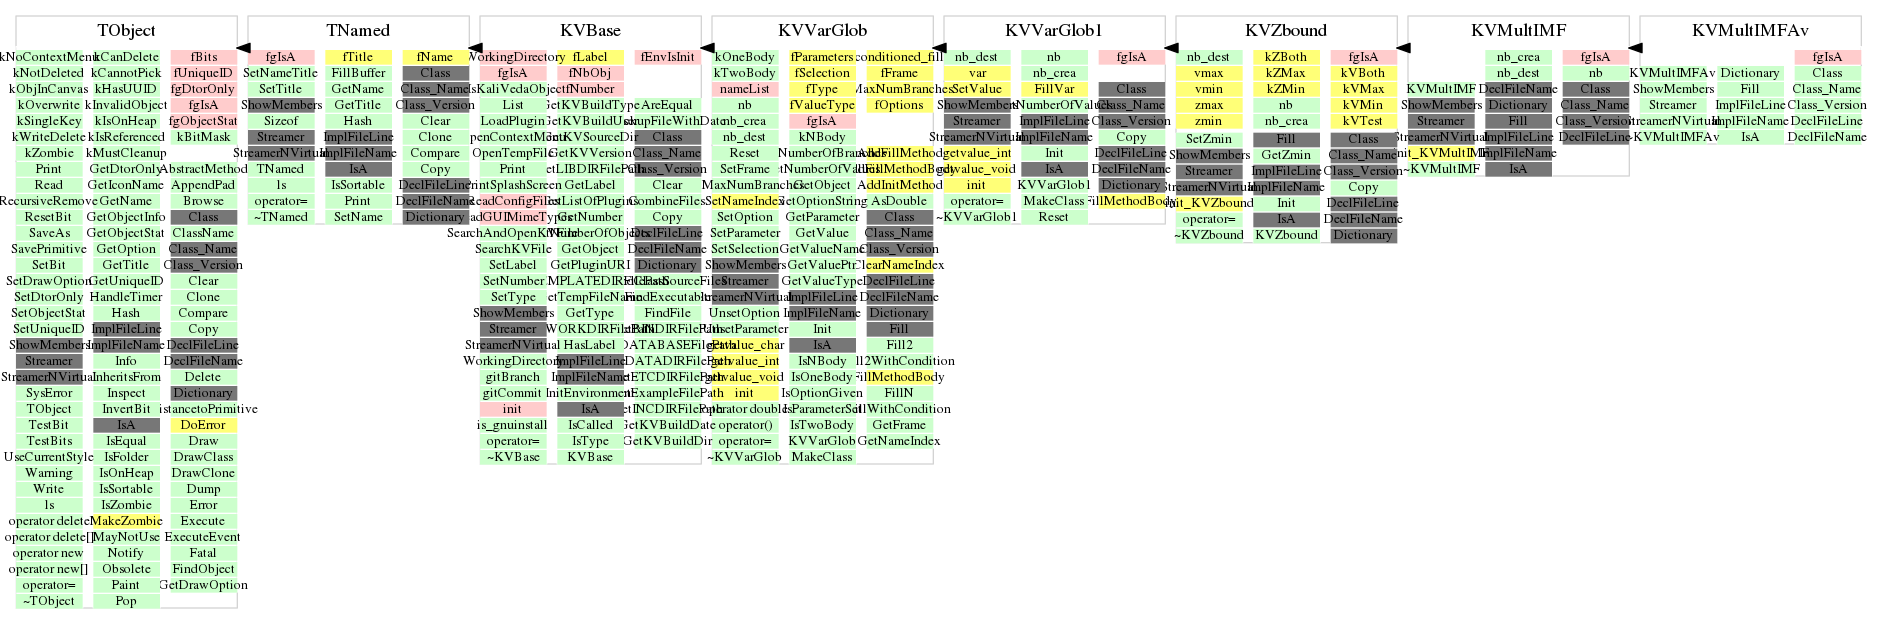 TObject TNamed KVBase KVVarGlob KVVarGlob1 KVZbound KVMultIMF KVMultIMFAv
kNoContextMenu kCanDelete fBits fgIsA fTitle fName fLabel fEnvIsInit kOneBody fParameters nb_dest nb fgIsA nb_dest kZBoth fgIsA nb_crea fgIsA fgIsA
kNotDeleted kCannotPick fUniqueID SetNameTitle FillBuffer Class fgIsA fNbObj kTwoBody fSelection fFrame var nb_crea vmax kZMax kVBoth nb_dest nb KVMultIMFAv Dictionary Class
kObjInCanvas kHasUUID fgDtorOnly SetTitle GetName Class_Name IsKaliVedaObject fNumber nameList fType MaxNumBranches SetValue FillVar Class vmin kZMin kVMax KVMultIMF DeclFileName Class ShowMembers Fill Class_Name
kOverwrite kInvalidObject fgIsA ShowMembers GetTitle Class_Version List GetKVBuildType AreEqual nb fValueType fOptions ShowMembers Class_Name zmax nb kVMin ShowMembers Dictionary Class_Name Streamer ImplFileLine Class_Version
kSingleKey kIsOnHeap fgObjectStat Sizeof Hash Clear LoadPlugin nb_crea fgIsA Streamer ImplFileLine Class_Version zmin nb_crea kVTest Streamer Fill Class_Version StreamerNVirtual ImplFileName DeclFileLine
kWriteDelete kIsReferenced kBitMask Streamer ImplFileLine Clone OpenContextMenu GetKVSourceDir Class nb_dest kNBody StreamerNVirtual ImplFileName Copy SetZmin Fill Class StreamerNVirtual ImplFileLine DeclFileLine ~KVMultIMFAv IsA DeclFileName
kZombie kMustCleanup StreamerNVirtual ImplFileName Compare OpenTempFile GetKVVersion Class_Name Reset NumberOfBranches AddFillMethod getvalue_int Init DeclFileLine ShowMembers GetZmin Class_Name init_KVMultIMF ImplFileName
Print GetDtorOnly AbstractMethod TNamed IsA Copy Print Class_Version SetFrame getvalue_void IsA DeclFileName Streamer IsA Class_Version ~KVMultIMF IsA
Read GetIconName AppendPad ls IsSortable DeclFileLine PrintSplashScreen GetLabel Clear MaxNumBranches GetObject AddInitMethod init KVVarGlob1 Dictionary StreamerNVirtual ImplFileName Copy
RecursiveRemove GetName Browse operator= Print DeclFileName ReadConfigFiles GetListOfPlugins CombineFiles SetNameIndex GetOptionString AsDouble operator= MakeClass FillMethodBody init_KVZbound Init DeclFileLine
ResetBit GetObjectInfo Class ~TNamed SetName Dictionary GetNumber Copy SetOption GetParameter Class ~KVVarGlob1 Reset operator= IsA DeclFileName
SaveAs GetObjectStat ClassName SearchAndOpenKVFile GetNumberOfObjects DeclFileLine SetParameter GetValue Class_Name ~KVZbound KVZbound Dictionary
SavePrimitive GetOption Class_Name SearchKVFile GetObject DeclFileName SetSelection GetValueName Class_Version
SetBit GetTitle Class_Version SetLabel GetPluginURI Dictionary ShowMembers GetValuePtr ClearNameIndex
SetDrawOption GetUniqueID Clear SetNumber Streamer GetValueType DeclFileLine
SetDtorOnly HandleTimer Clone SetType GetTempFileName FindExecutable StreamerNVirtual ImplFileLine DeclFileName
SetObjectStat Hash Compare ShowMembers GetType FindFile UnsetOption ImplFileName Dictionary
SetUniqueID ImplFileLine Copy Streamer UnsetParameter Init Fill
ShowMembers ImplFileName DeclFileLine StreamerNVirtual HasLabel getvalue_char IsA Fill2
Streamer Info DeclFileName WorkingDirectory ImplFileLine getvalue_int IsNBody Fill2WithCondition
StreamerNVirtual InheritsFrom Delete gitBranch ImplFileName getvalue_void IsOneBody FillMethodBody
SysError Inspect Dictionary gitCommit InitEnvironment GetExampleFilePath init IsOptionGiven FillN
TObject InvertBit DistancetoPrimitive init IsA operator double IsParameterSet FillWithCondition
TestBit IsA DoError is_gnuinstall IsCalled GetKVBuildDate operator() IsTwoBody GetFrame
TestBits IsEqual Draw operator= IsType GetKVBuildDir operator= KVVarGlob GetNameIndex
UseCurrentStyle IsFolder DrawClass ~KVBase KVBase ~KVVarGlob MakeClass
Warning IsOnHeap DrawClone
Write IsSortable Dump
ls IsZombie Error
operator delete MakeZombie Execute
operator delete[] MayNotUse ExecuteEvent
operator new Notify Fatal
operator new[] Obsolete FindObject
operator= Paint GetDrawOption
~TObject Pop